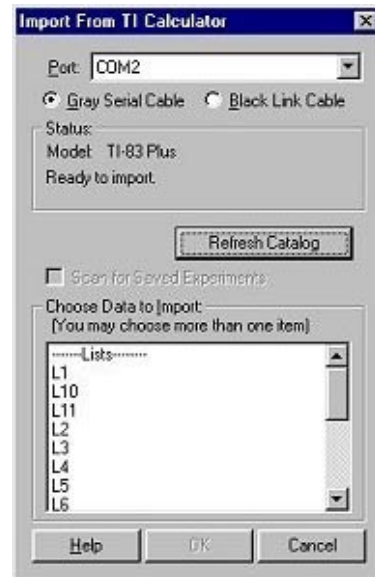 Import From TI Calculator
Port: COM2
Gray Serial Cable Black Link Cable
Status:
Model: TI-83 Plus
Ready to import.
Refresh Catalog
Scan for Saved Experiments
Choose Data to Import:
(You may choose more than one item)
-------Lists--------
L1
L10
L11
L2
L3
L4
L5
L6
Help OK Cancel